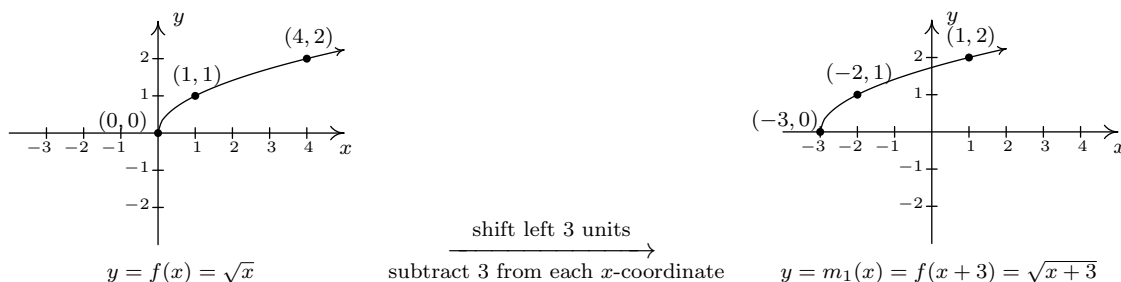 y
(4, 2)
2
(1, 1)
1
(0, 0)
−3 −2 −1 1 2 3 4 x
−1
−2
y = f(x) = √x
shift left 3 units
subtract 3 from each x-coordinate
y
(1, 2)
2
(−2, 1)
1
(−3, 0)
−3 −2 −1 1 2 3 4 x
−1
−2
y = m₁(x) = f(x + 3) = √(x + 3)